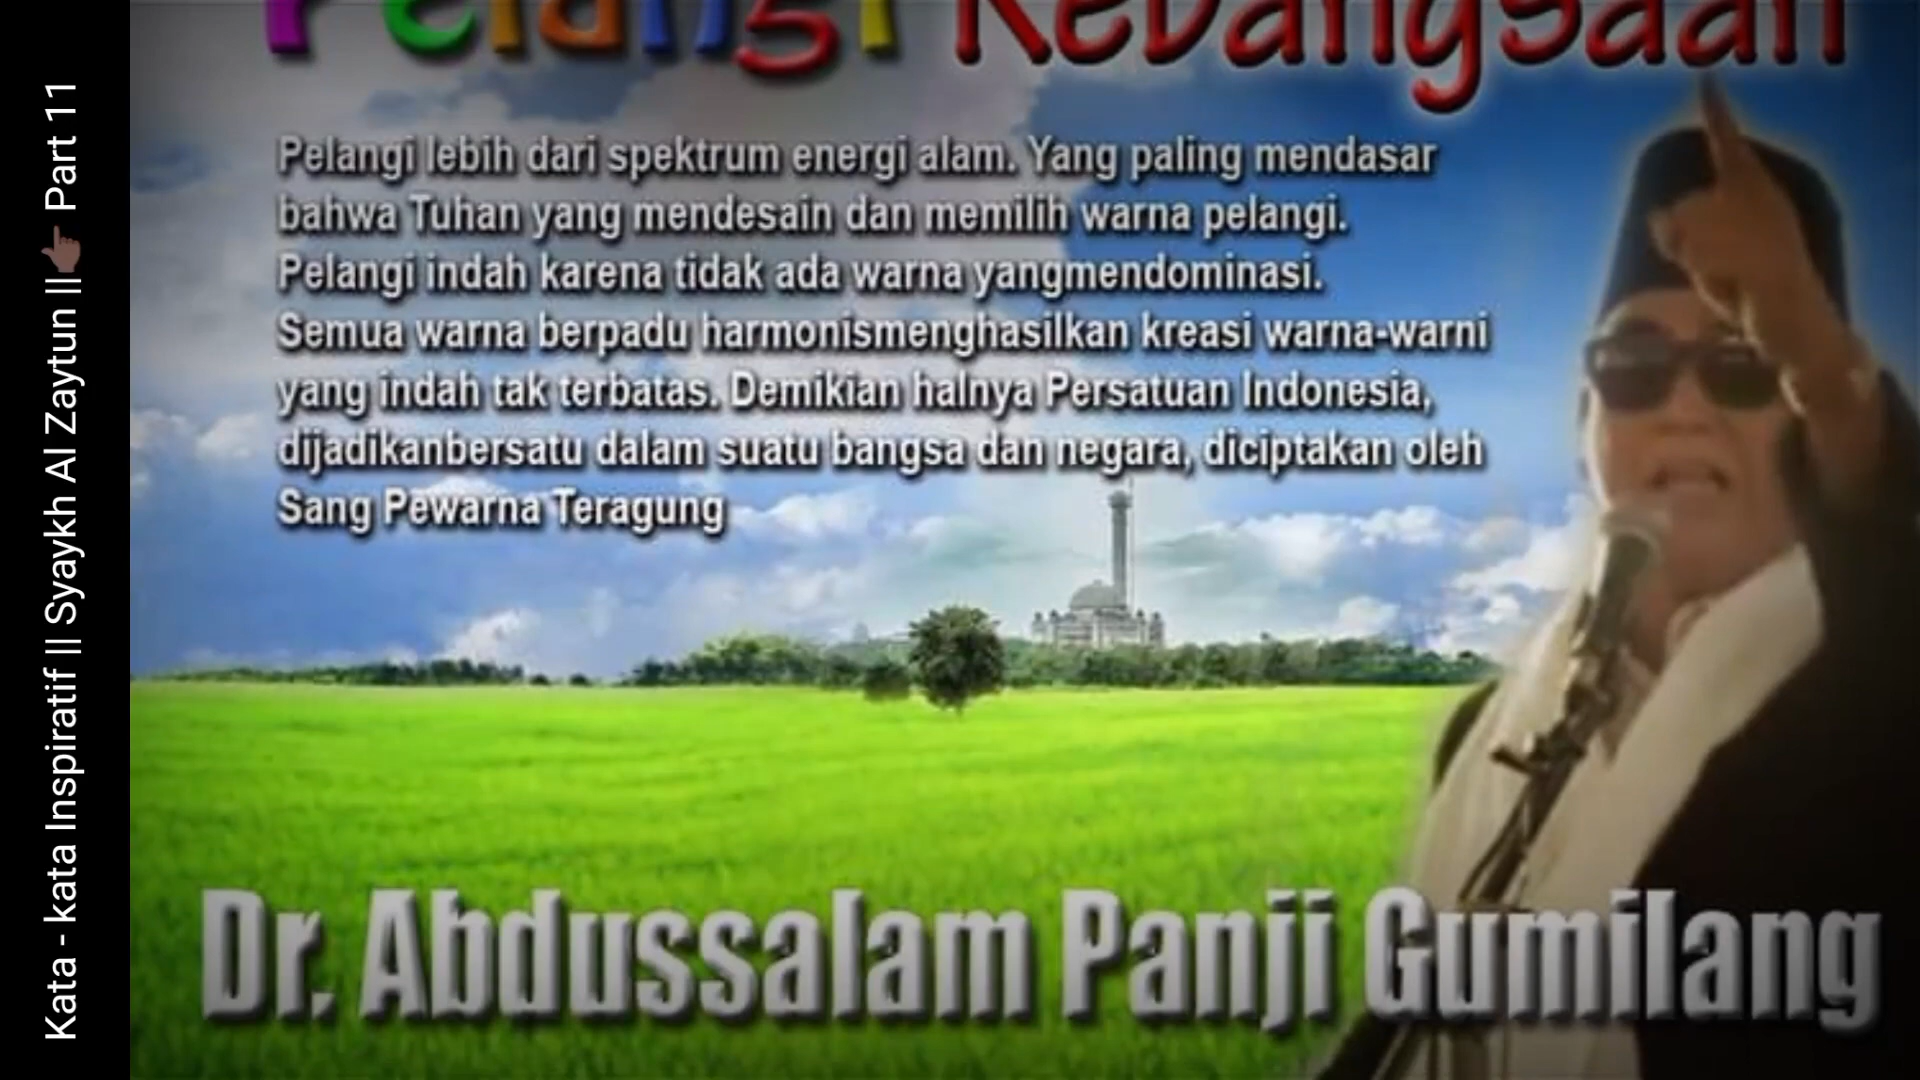 Pelangi Kebangsaan
Pelangi lebih dari spektrum energi alam. Yang paling mendasar
bahwa Tuhan yang mendesain dan memilih warna pelangi.
Pelangi indah karena tidak ada warna yangmendominasi.
Semua warna berpadu harmonismenghasilkan kreasi warna-warni
yang indah tak terbatas. Demikian halnya Persatuan Indonesia,
dijadikanbersatu dalam suatu bangsa dan negara, diciptakan oleh
Sang Pewarna Teragung
Dr. Abdussalam Panji Gumilang
Kata - kata Inspiratif || Syaykh Al Zaytun ||👈🏿 Part 11